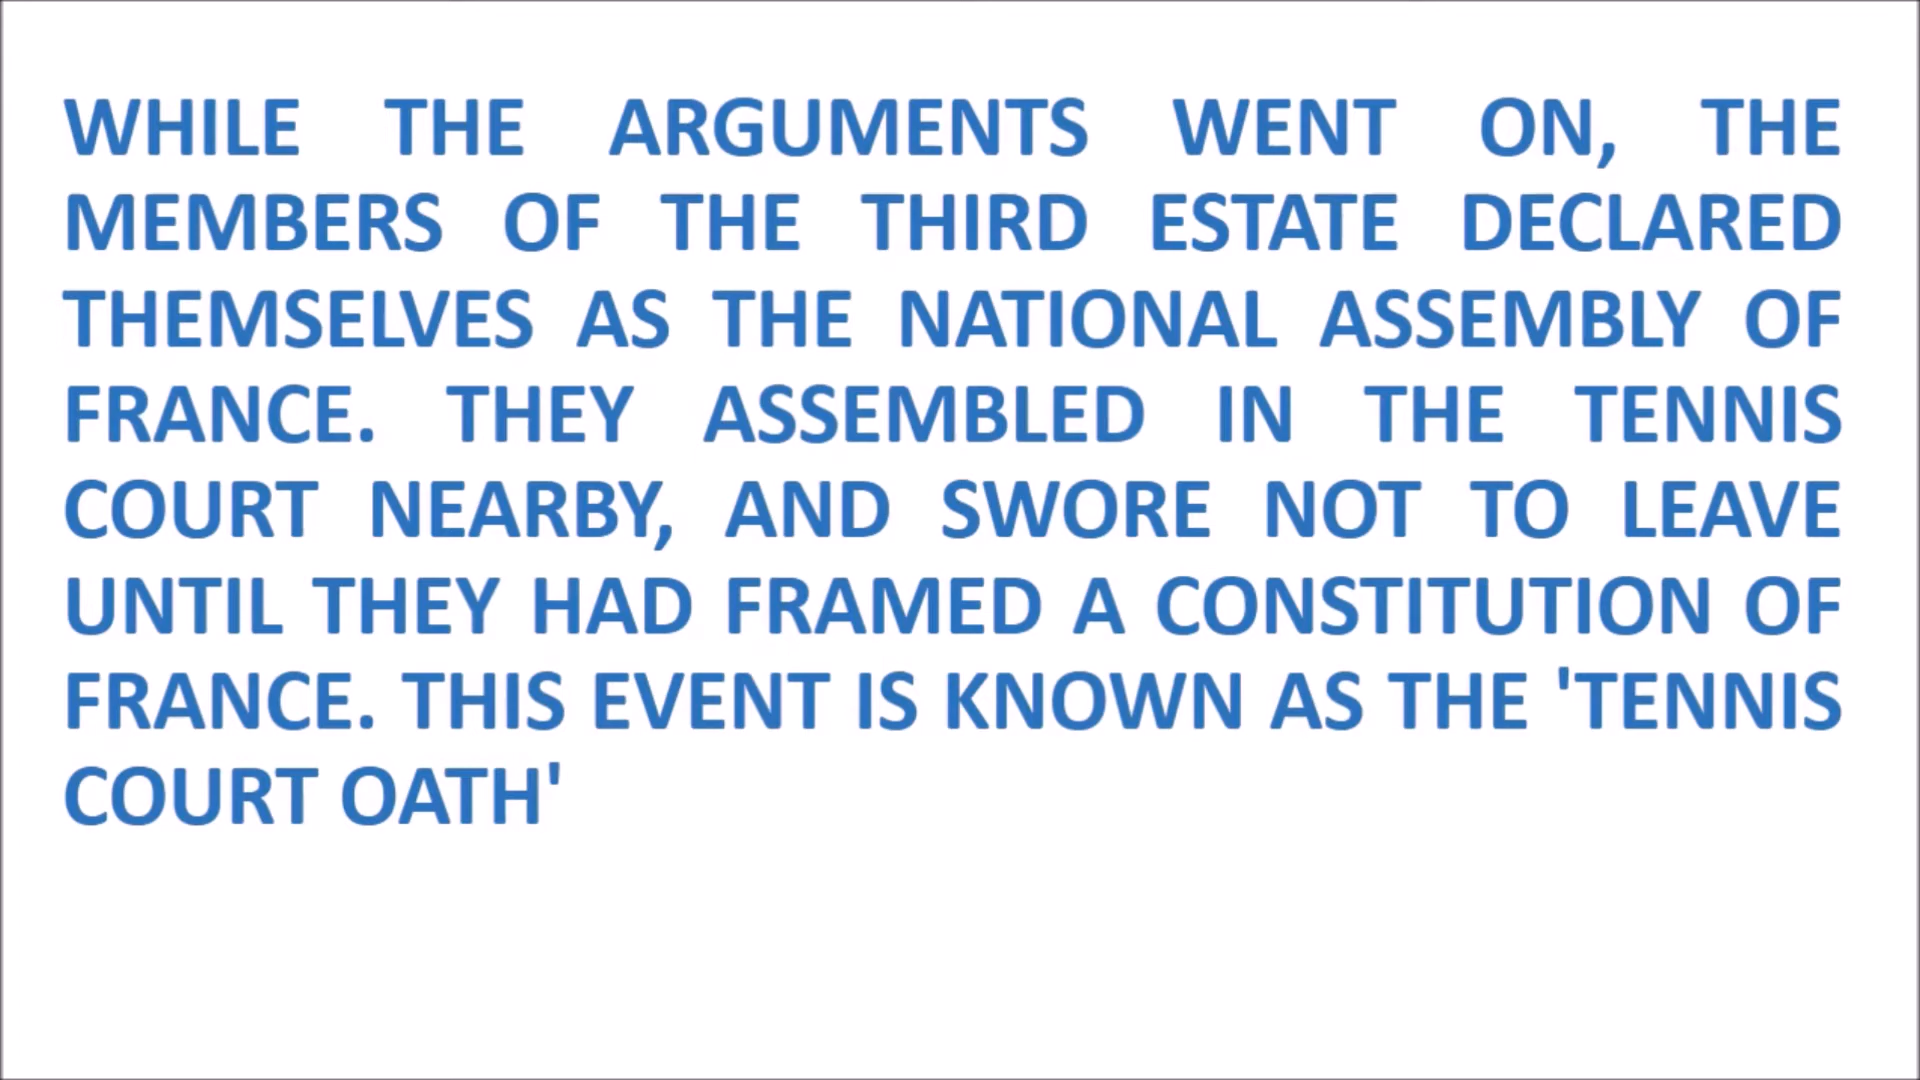 WHILE THE ARGUMENTS WENT ON, THE
MEMBERS OF THE THIRD ESTATE DECLARED
THEMSELVES AS THE NATIONAL ASSEMBLY OF
FRANCE. THEY ASSEMBLED IN THE TENNIS
COURT NEARBY, AND SWORE NOT TO LEAVE
UNTIL THEY HAD FRAMED A CONSTITUTION OF
FRANCE. THIS EVENT IS KNOWN AS THE 'TENNIS
COURT OATH'